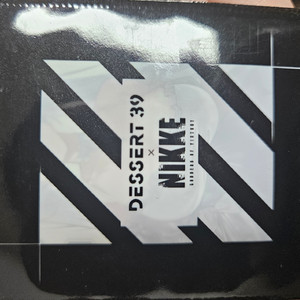 DESSERT 39
×
NIKKE
GODDESS OF VICTORY